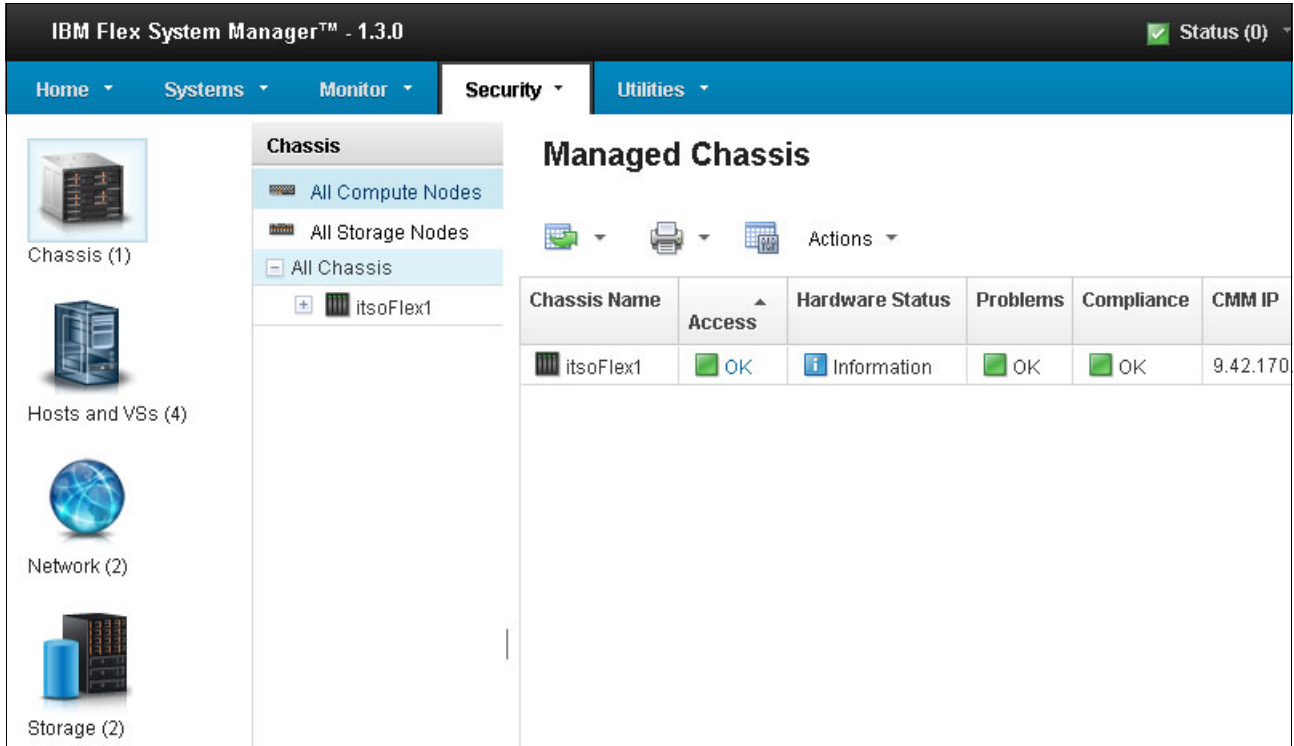 IBM Flex System Manager™ - 1.3.0
Status (0)
Home
Systems
Monitor
Security
Utilities
Chassis (1)
Hosts and VSs (4)
Network (2)
Storage (2)
Chassis
All Compute Nodes
All Storage Nodes
All Chassis
itsoFlex1
Managed Chassis
Actions
Chassis Name Access Hardware Status Problems Compliance CMM IP
itsoFlex1 OK Information OK OK 9.42.170.